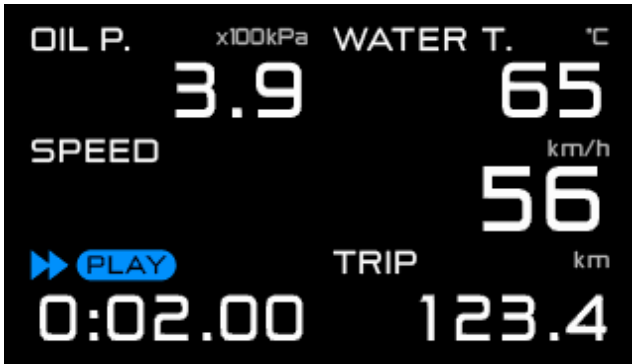 OIL P. x100kPa WATER T. °C
3.9 65
SPEED km/h
56
PLAY TRIP km
0:02.00 123.4